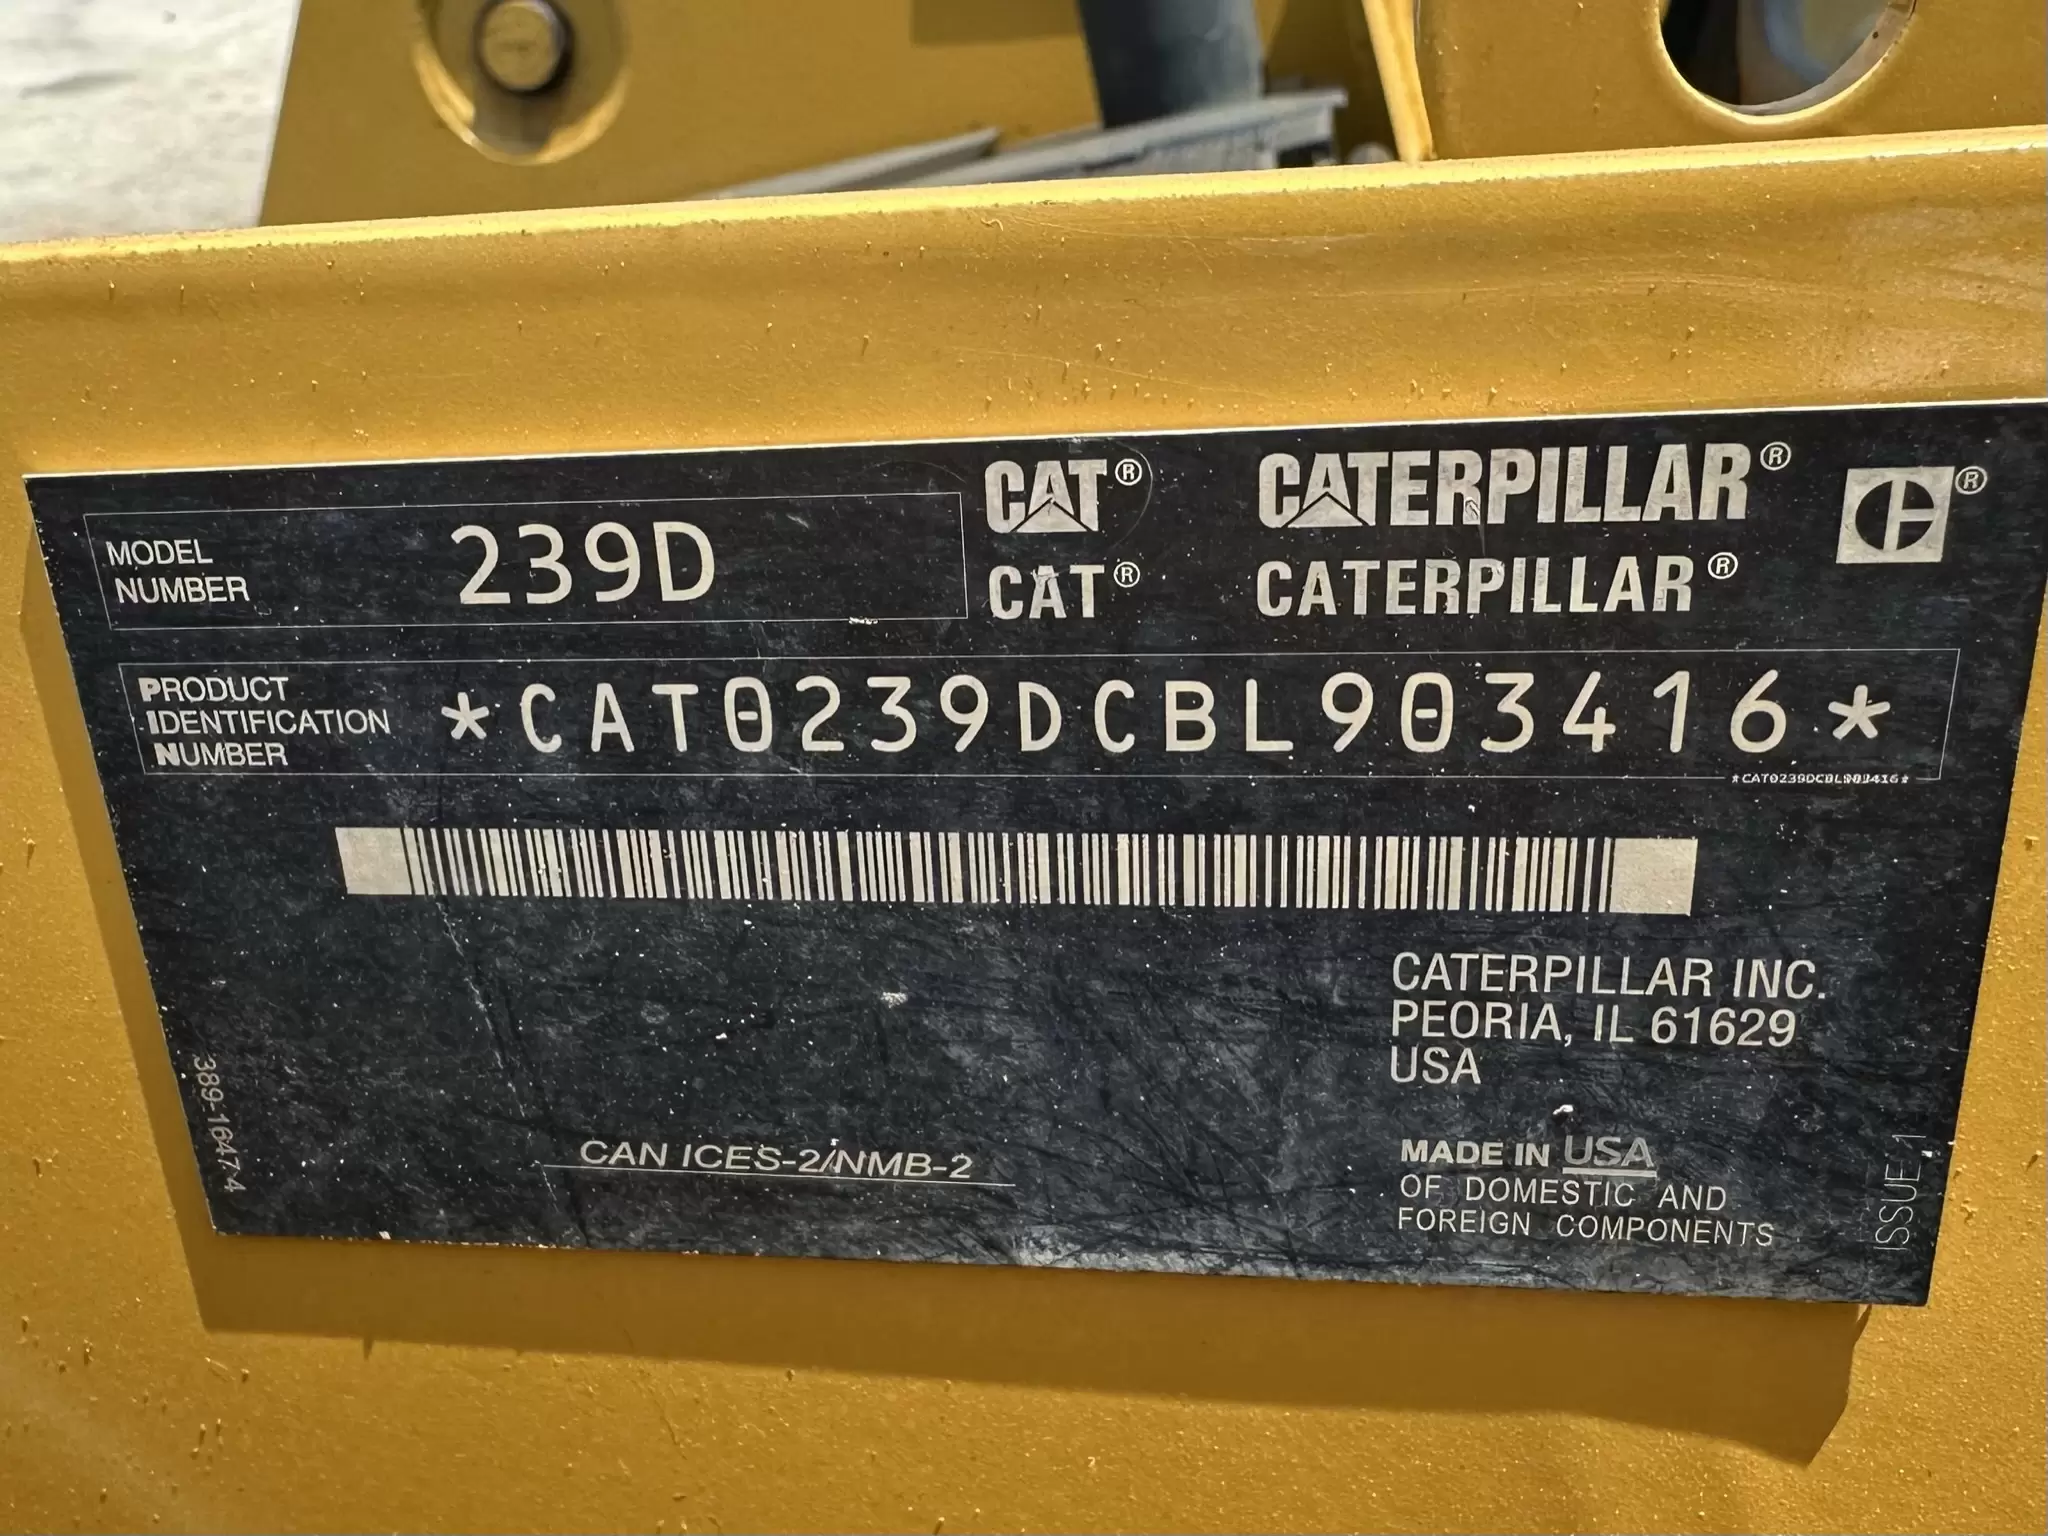 MODEL
NUMBER
239D
CAT® CATERPILLAR® ®
CAT® CATERPILLAR®
PRODUCT
IDENTIFICATION
NUMBER
*CAT0239DCBL903416*
*CAT0239DCBL903416*
CATERPILLAR INC.
PEORIA, IL 61629
USA
389-1647-4
CAN ICES-2/NMB-2
MADE IN USA
OF DOMESTIC AND
FOREIGN COMPONENTS
ISSUE 1